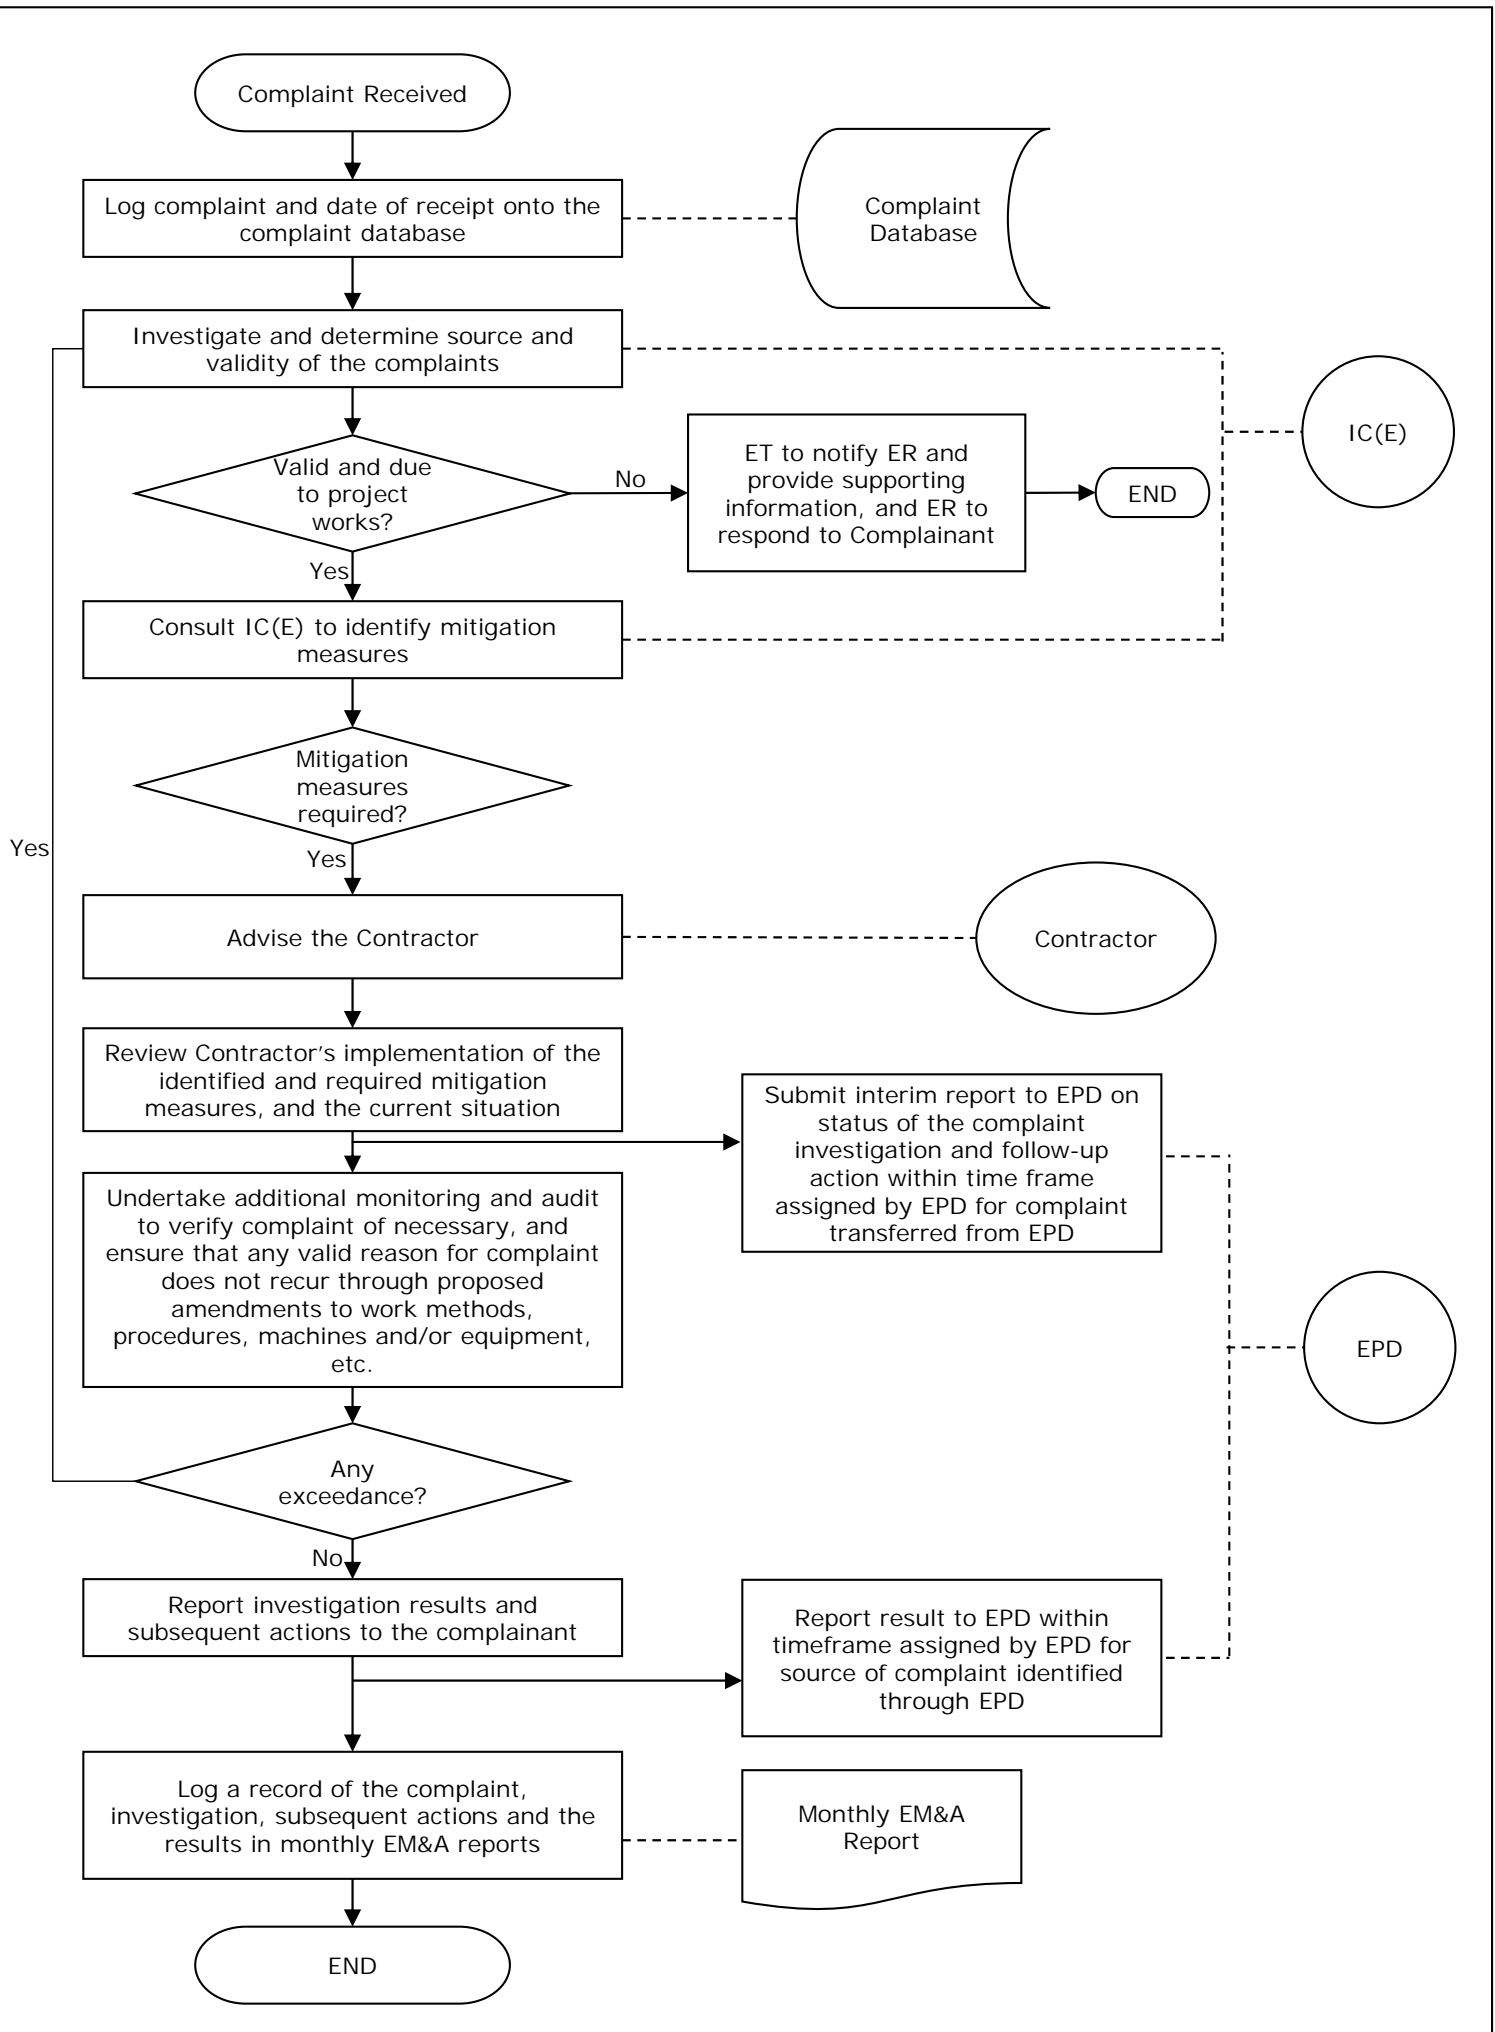 Complaint Received
Log complaint and date of receipt onto the
complaint database
Complaint
Database
Investigate and determine source and
validity of the complaints
IC(E)
Valid and due
to project
works?
No
ET to notify ER and
provide supporting
information, and ER to
respond to Complainant
END
Yes
Consult IC(E) to identify mitigation
measures
Mitigation
measures
required?
Yes
Yes
Advise the Contractor
Contractor
Review Contractor's implementation of the
identified and required mitigation
measures, and the current situation
Submit interim report to EPD on
status of the complaint
investigation and follow-up
action within time frame
assigned by EPD for complaint
transferred from EPD
Undertake additional monitoring and audit
to verify complaint of necessary, and
ensure that any valid reason for complaint
does not recur through proposed
amendments to work methods,
procedures, machines and/or equipment,
etc.
EPD
Any
exceedance?
No
Report investigation results and
subsequent actions to the complainant
Report result to EPD within
timeframe assigned by EPD for
source of complaint identified
through EPD
Log a record of the complaint,
investigation, subsequent actions and the
results in monthly EM&A reports
Monthly EM&A
Report
END